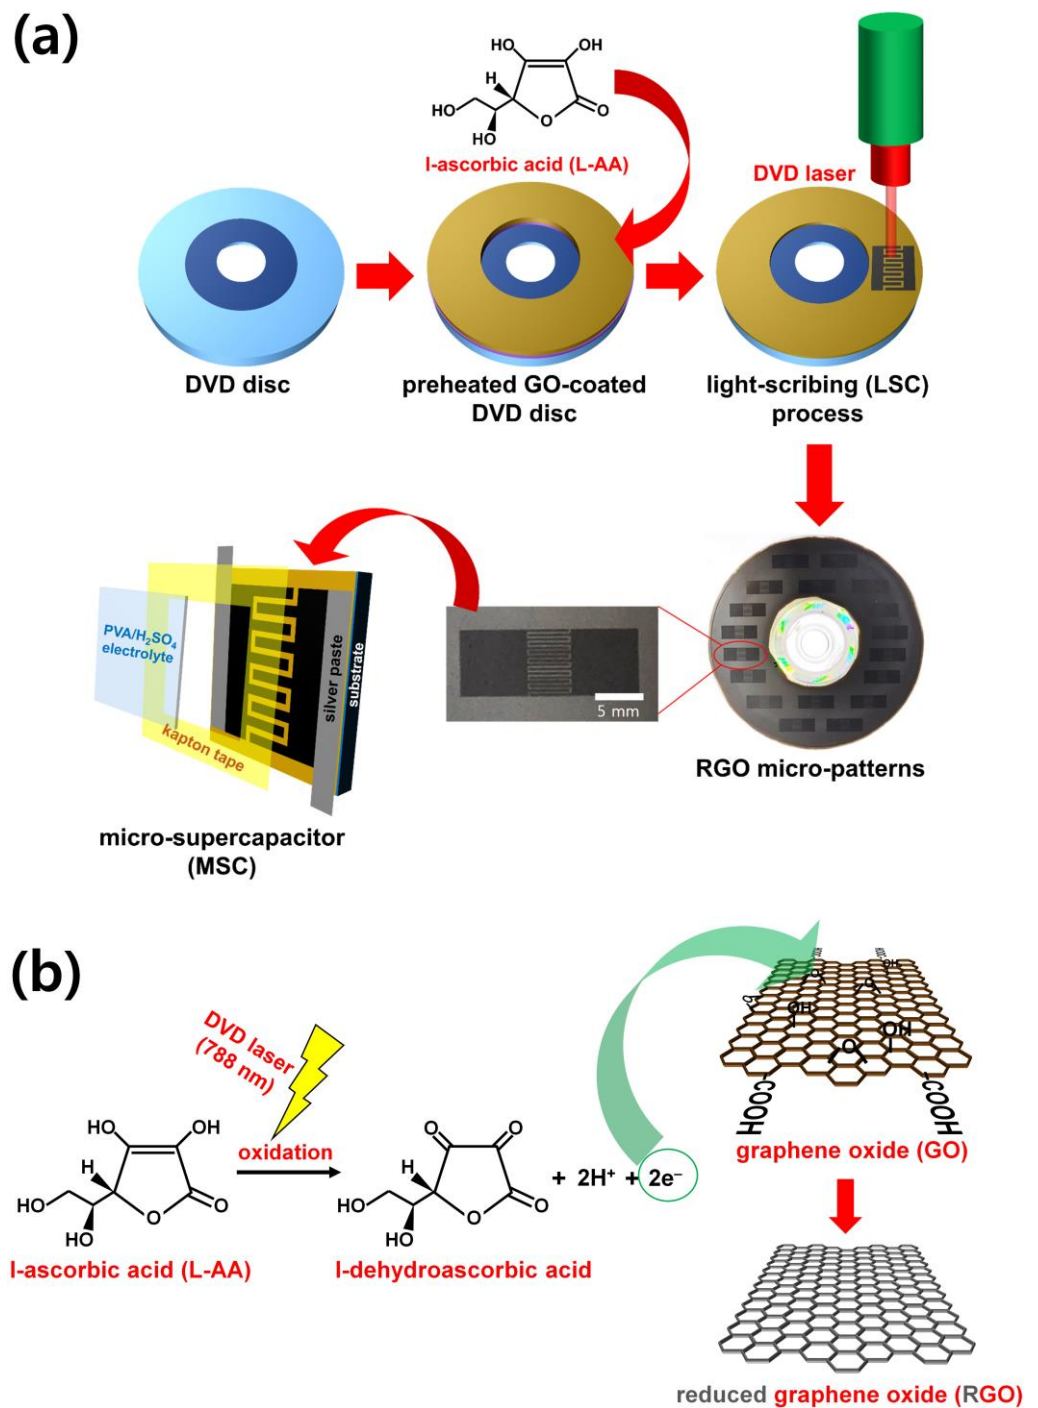 (a)
HO
OH
H
HO
O
O
HO
l-ascorbic acid (L-AA)
DVD laser
DVD disc
preheated GO-coated
DVD disc
light-scribing (LSC)
process
PVA/H₂SO₄
electrolyte
kapton tape
silver paste
substrate
5 mm
RGO micro-patterns
micro-supercapacitor
(MSC)
(b)
DVD laser
(788 nm)
HO
OH
oxidation
H
HO
O
O
HO
l-ascorbic acid (L-AA)
O
O
H
HO
O
O
HO
l-dehydroascorbic acid
+ 2H⁺ + 2e⁻
OH
O
O
OH
OH
O
COOH
COOH
graphene oxide (GO)
reduced graphene oxide (RGO)